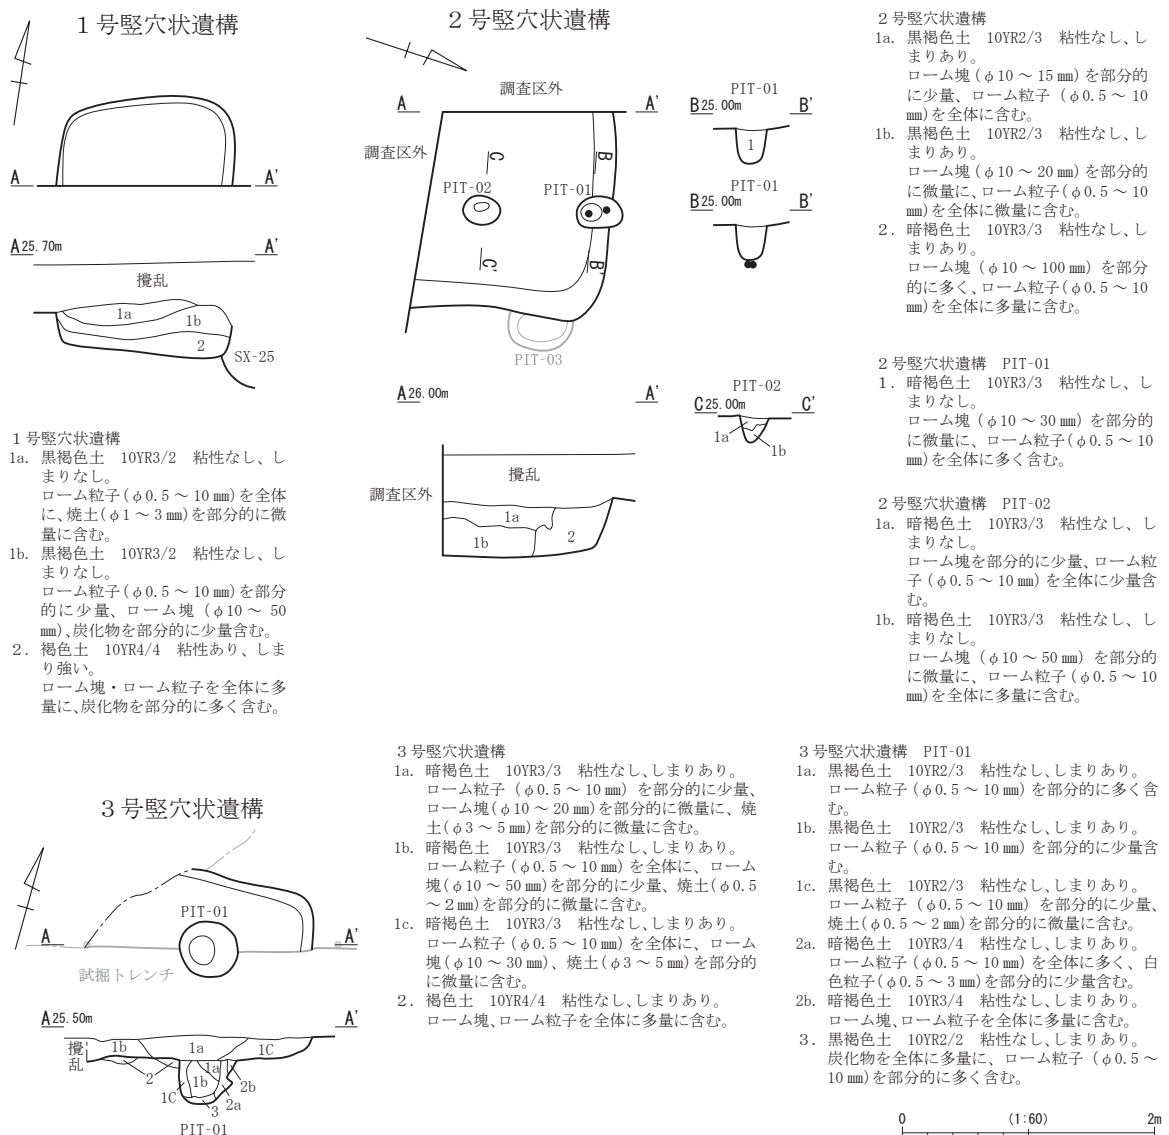 1号竪穴状遺構
A
A'
A 25.70m
A'
攪乱
1a
1b
2
SX-25
1号竪穴状遺構
1a. 黒褐色土　10YR3/2　粘性なし、し
まりなし。
ローム粒子(φ0.5～10㎜)を全体
に、焼土(φ1～3㎜)を部分的に微
量に含む。
1b. 黒褐色土　10YR3/2　粘性なし、し
まりなし。
ローム粒子(φ0.5～10㎜)を部分
的に少量、ローム塊（φ10～50
㎜)、炭化物を部分的に少量含む。
２. 褐色土　10YR4/4　粘性あり、しま
り強い。
ローム塊・ローム粒子を全体に多
量に、炭化物を部分的に多く含む。
2号竪穴状遺構
調査区外
A
A'
調査区外
C
B
PIT-02
PIT-01
C'
B'
PIT-03
PIT-01
B 25.00m
B'
1
PIT-01
B 25.00m
B'
A 26.00m
A'
攪乱
調査区外
1a
1b
2
PIT-02
C 25.00m
C'
1a
1b
２号竪穴状遺構
1a. 黒褐色土　10YR2/3　粘性なし、し
まりあり。
ローム塊(φ10～15㎜)を部分的
に少量、ローム粒子（φ0.5～10
㎜)を全体に含む。
1b. 黒褐色土　10YR2/3　粘性なし、し
まりあり。
ローム塊(φ10～20㎜)を部分的
に微量に、ローム粒子(φ0.5～10
㎜)を全体に微量に含む。
２. 暗褐色土　10YR3/3　粘性なし、し
まりあり。
ローム塊（φ10～100㎜）を部分
的に多く、ローム粒子(φ0.5～10
㎜)を全体に多量に含む。
２号竪穴状遺構　PIT-01
１. 暗褐色土　10YR3/3　粘性なし、し
まりなし。
ローム塊（φ10～30㎜）を部分的
に微量に、ローム粒子(φ0.5～10
㎜)を全体に多く含む。
２号竪穴状遺構　PIT-02
1a. 暗褐色土　10YR3/3　粘性なし、し
まりなし。
ローム塊を部分的に少量、ローム粒
子（φ0.5～10㎜）を全体に少量含
む。
1b. 暗褐色土　10YR3/3　粘性なし、し
まりなし。
ローム塊（φ10～50㎜）を部分的
に微量に、ローム粒子（φ0.5～10
㎜)を全体に多量に含む。
3号竪穴状遺構
PIT-01
A
A'
試掘トレンチ
A 25.50m
A'
攪
乱
1b
1a
1C
2
1a
1b
2b
1C
2a
3
PIT-01
３号竪穴状遺構
1a. 暗褐色土　10YR3/3　粘性なし、しまりあり。
ローム粒子（φ0.5～10㎜）を部分的に少量、
ローム塊(φ10～20㎜)を部分的に微量に、焼
土(φ3～5㎜)を部分的に微量に含む。
1b. 暗褐色土　10YR3/3　粘性なし、しまりあり。
ローム粒子（φ0.5～10㎜）を全体に、ローム
塊(φ10～50㎜)を部分的に少量、焼土(φ0.5
～2㎜)を部分的に微量に含む。
1c. 暗褐色土　10YR3/3　粘性なし、しまりあり。
ローム粒子（φ0.5～10㎜）を全体に、ローム
塊(φ10～30㎜)、焼土(φ3～5㎜)を部分的
に微量に含む。
２. 褐色土　10YR4/4　粘性なし、しまりあり。
ローム塊、ローム粒子を全体に多量に含む。
３号竪穴状遺構　PIT-01
1a. 黒褐色土　10YR2/3　粘性なし、しまりあり。
ローム粒子（φ0.5～10㎜）を部分的に多く含
む。
1b. 黒褐色土　10YR2/3　粘性なし、しまりあり。
ローム粒子（φ0.5～10㎜）を部分的に少量含
む。
1c. 黒褐色土　10YR2/3　粘性なし、しまりあり。
ローム粒子（φ0.5～10㎜）を部分的に少量、
焼土(φ0.5～2㎜)を部分的に微量に含む。
2a. 暗褐色土　10YR3/4　粘性なし、しまりあり。
ローム粒子（φ0.5～10㎜）を全体に多く、白
色粒子(φ0.5～3㎜)を部分的に少量含む。
2b. 暗褐色土　10YR3/4　粘性なし、しまりあり。
ローム塊、ローム粒子を全体に多量に含む。
３. 黒褐色土　10YR2/2　粘性なし、しまりあり。
炭化物を全体に多量に、ローム粒子（φ0.5～
10㎜)を部分的に多く含む。
0
(1:60)
2m